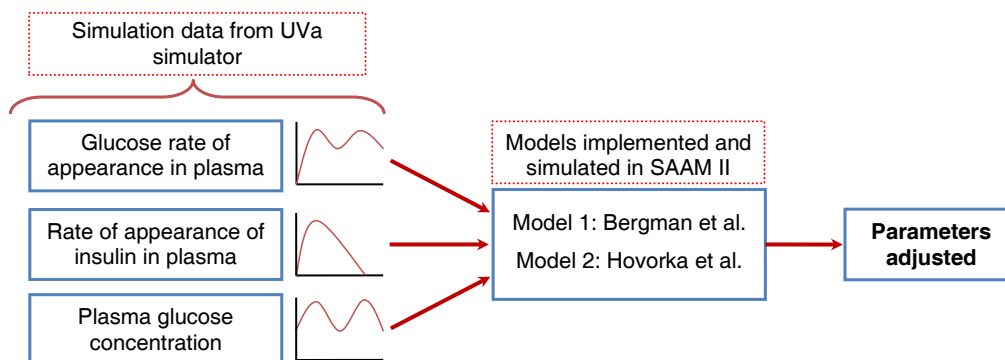 Simulation data from UVa
simulator
Glucose rate of
appearance in plasma
Rate of appearance of
insulin in plasma
Plasma glucose
concentration
Models implemented and
simulated in SAAM II
Model 1: Bergman et al.
Model 2: Hovorka et al.
Parameters
adjusted